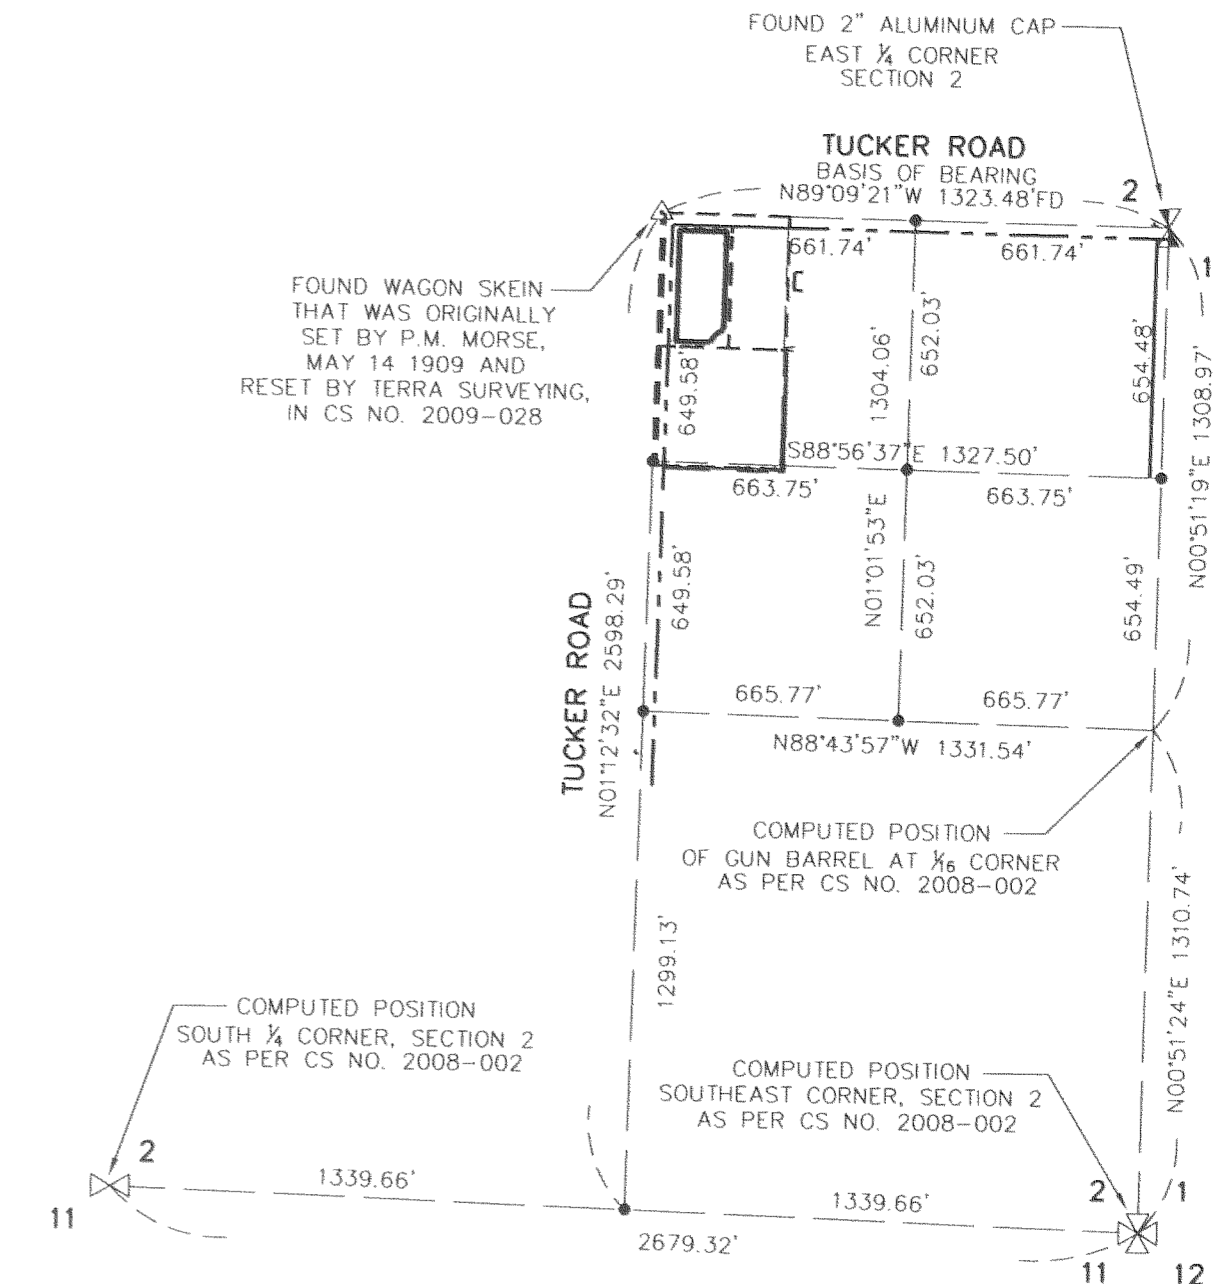 FOUND 2" ALUMINUM CAP
EAST ¼ CORNER
SECTION 2
TUCKER ROAD
BASIS OF BEARING
N89°09'21"W 1323.48'FD
2
1
661.74'
661.74'
FOUND WAGON SKEIN
THAT WAS ORIGINALLY
SET BY P.M. MORSE,
MAY 14 1909 AND
RESET BY TERRA SURVEYING,
IN CS NO. 2009-028
649.58'
1304.06'
652.03'
654.48'
N00°51'19"E 1308.97'
S88°56'37"E 1327.50'
663.75'
663.75'
TUCKER ROAD
N01°12'32"E 2598.29'
649.58'
N01°01'53"E
652.03'
654.49'
665.77'
665.77'
N88°43'57"W 1331.54'
COMPUTED POSITION
OF GUN BARREL AT 1/16 CORNER
AS PER CS NO. 2008-002
1299.13'
N00°51'24"E 1310.74'
COMPUTED POSITION
SOUTH ¼ CORNER, SECTION 2
AS PER CS NO. 2008-002
COMPUTED POSITION
SOUTHEAST CORNER, SECTION 2
AS PER CS NO. 2008-002
2
11
1339.66'
1339.66'
2679.32'
2
1
11
12